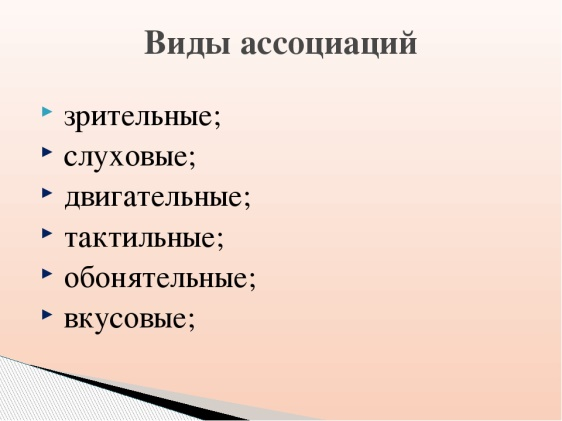 Виды ассоциаций
зрительные;
слуховые;
двигательные;
тактильные;
обонятельные;
вкусовые;